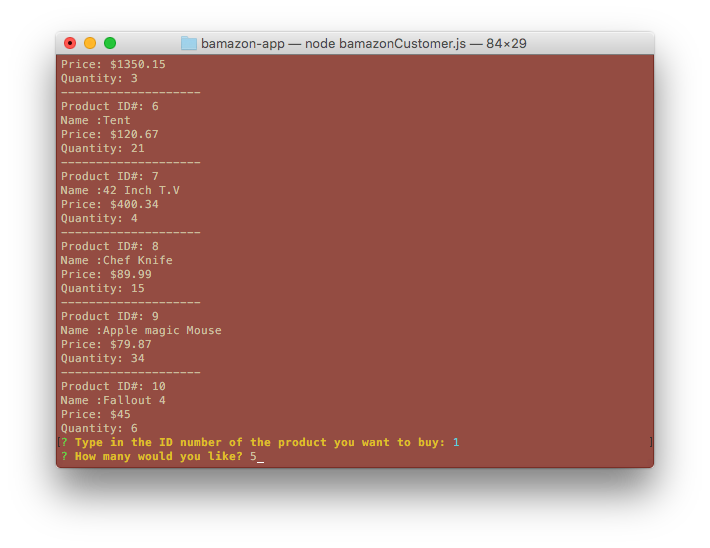 bamazon-app — node bamazonCustomer.js — 84×29
Price: $1350.15
Quantity: 3
--------------------
Product ID#: 6
Name :Tent
Price: $120.67
Quantity: 21
--------------------
Product ID#: 7
Name :42 Inch T.V
Price: $400.34
Quantity: 4
--------------------
Product ID#: 8
Name :Chef Knife
Price: $89.99
Quantity: 15
--------------------
Product ID#: 9
Name :Apple magic Mouse
Price: $79.87
Quantity: 34
--------------------
Product ID#: 10
Name :Fallout 4
Price: $45
Quantity: 6
[? Type in the ID number of the product you want to buy: 1 ]
? How many would you like? 5_